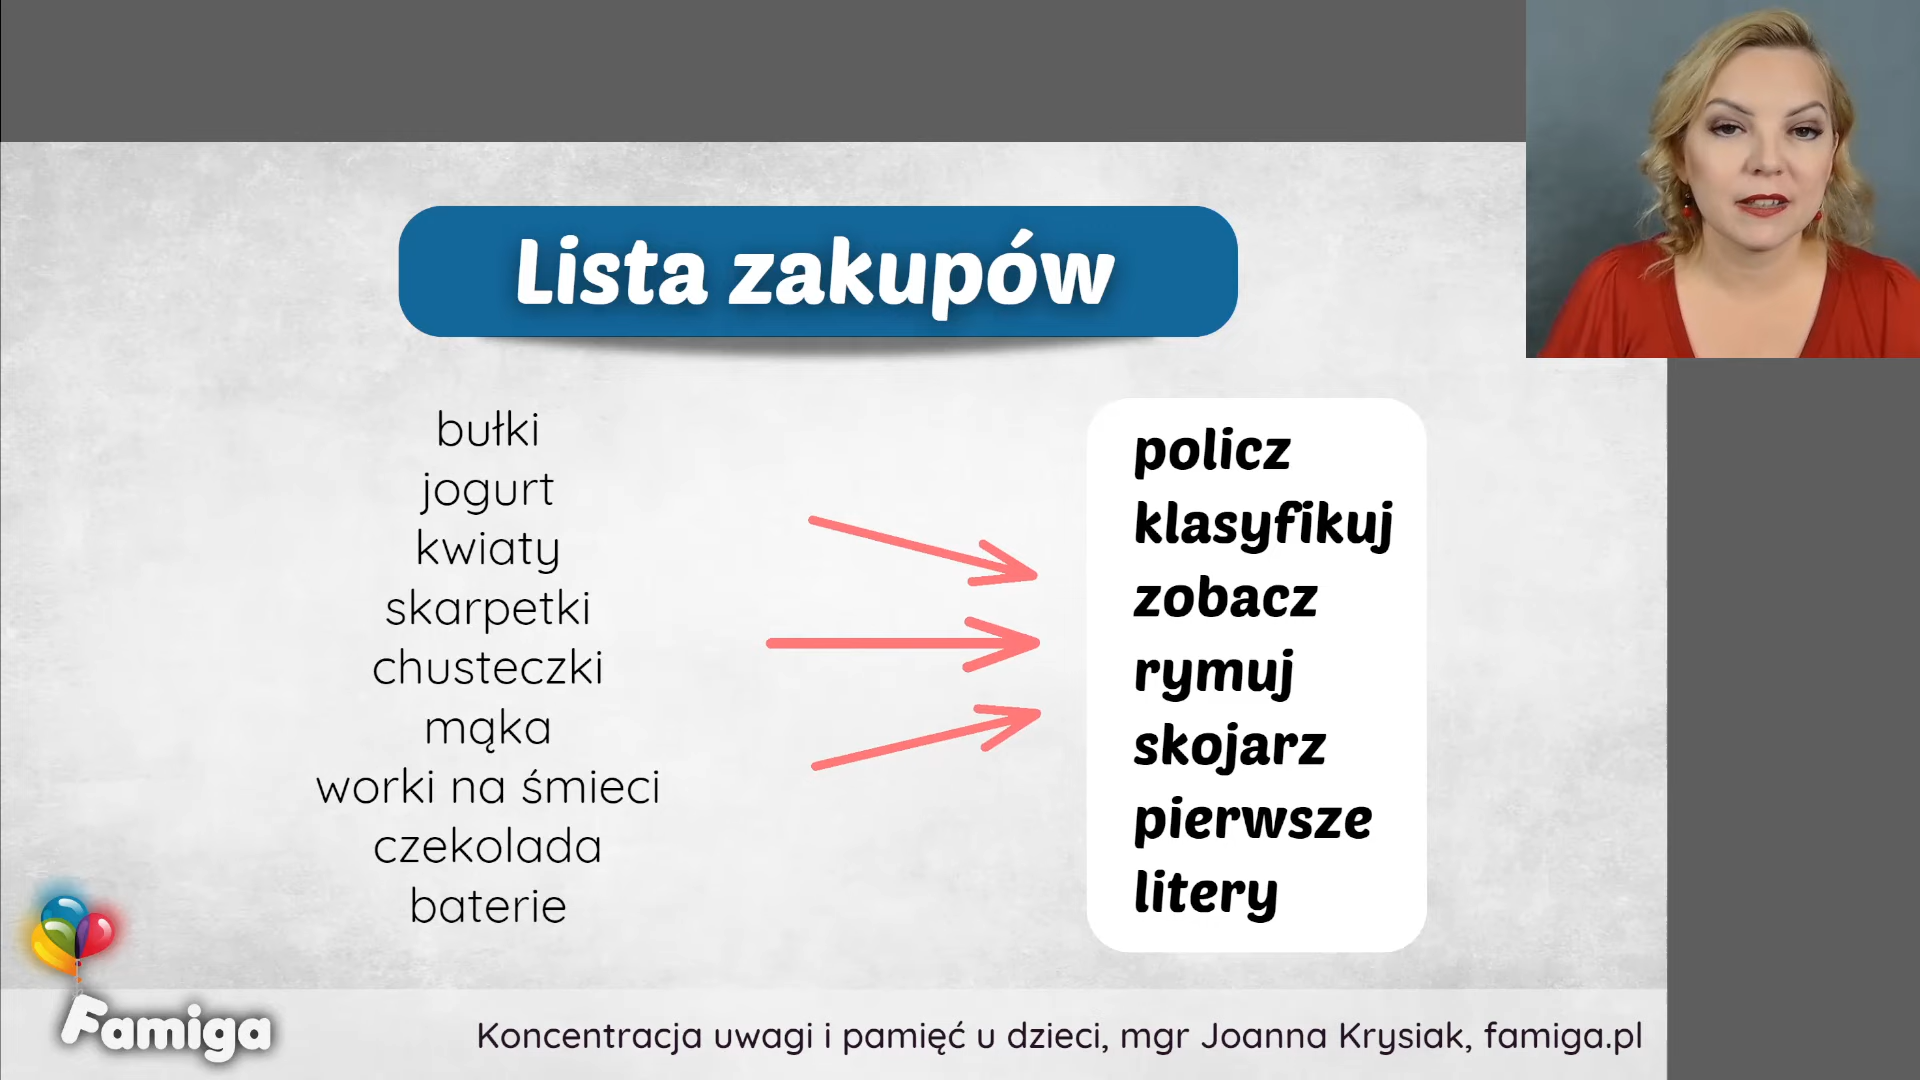 Lista zakupów
bułki
jogurt
kwiaty
skarpetki
chusteczki
mąka
worki na śmieci
czekolada
baterie
policz
klasyfikuj
zobacz
rymuj
skojarz
pierwsze
litery
Famiga
Koncentracja uwagi i pamięć u dzieci, mgr Joanna Krysiak, famiga.pl